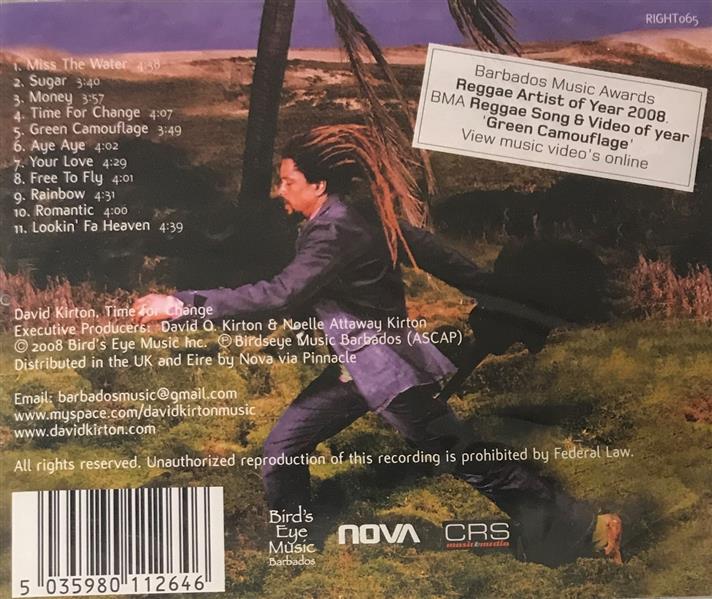 RIGHT065
1. Miss The Water 4:38
2. Sugar 3:40
3. Money 3:57
4. Time For Change 4:07
5. Green Camouflage 3:49
6. Aye Aye 4:02
7. Your Love 4:29
8. Free To Fly 4:01
9. Rainbow 4:31
10. Romantic 4:00
11. Lookin' Fa Heaven 4:39
Barbados Music Awards
Reggae Artist of Year 2008.
BMA Reggae Song & Video of year
'Green Camouflage'
View music video's online
David Kirton, Time for Change
Executive Producers: David O. Kirton & Noelle Attaway Kirton
© 2008 Bird's Eye Music Inc. ℗ Birdseye Music Barbados (ASCAP)
Distributed in the UK and Eire by Nova via Pinnacle
Email: barbadosmusic@gmail.com
www.myspace.com/davidkirtonmusic
www.davidkirton.com
All rights reserved. Unauthorized reproduction of this recording is prohibited by Federal Law.
5 035980 112646
Bird's
Eye
Music
Barbados
NOVA
CRS
music&media